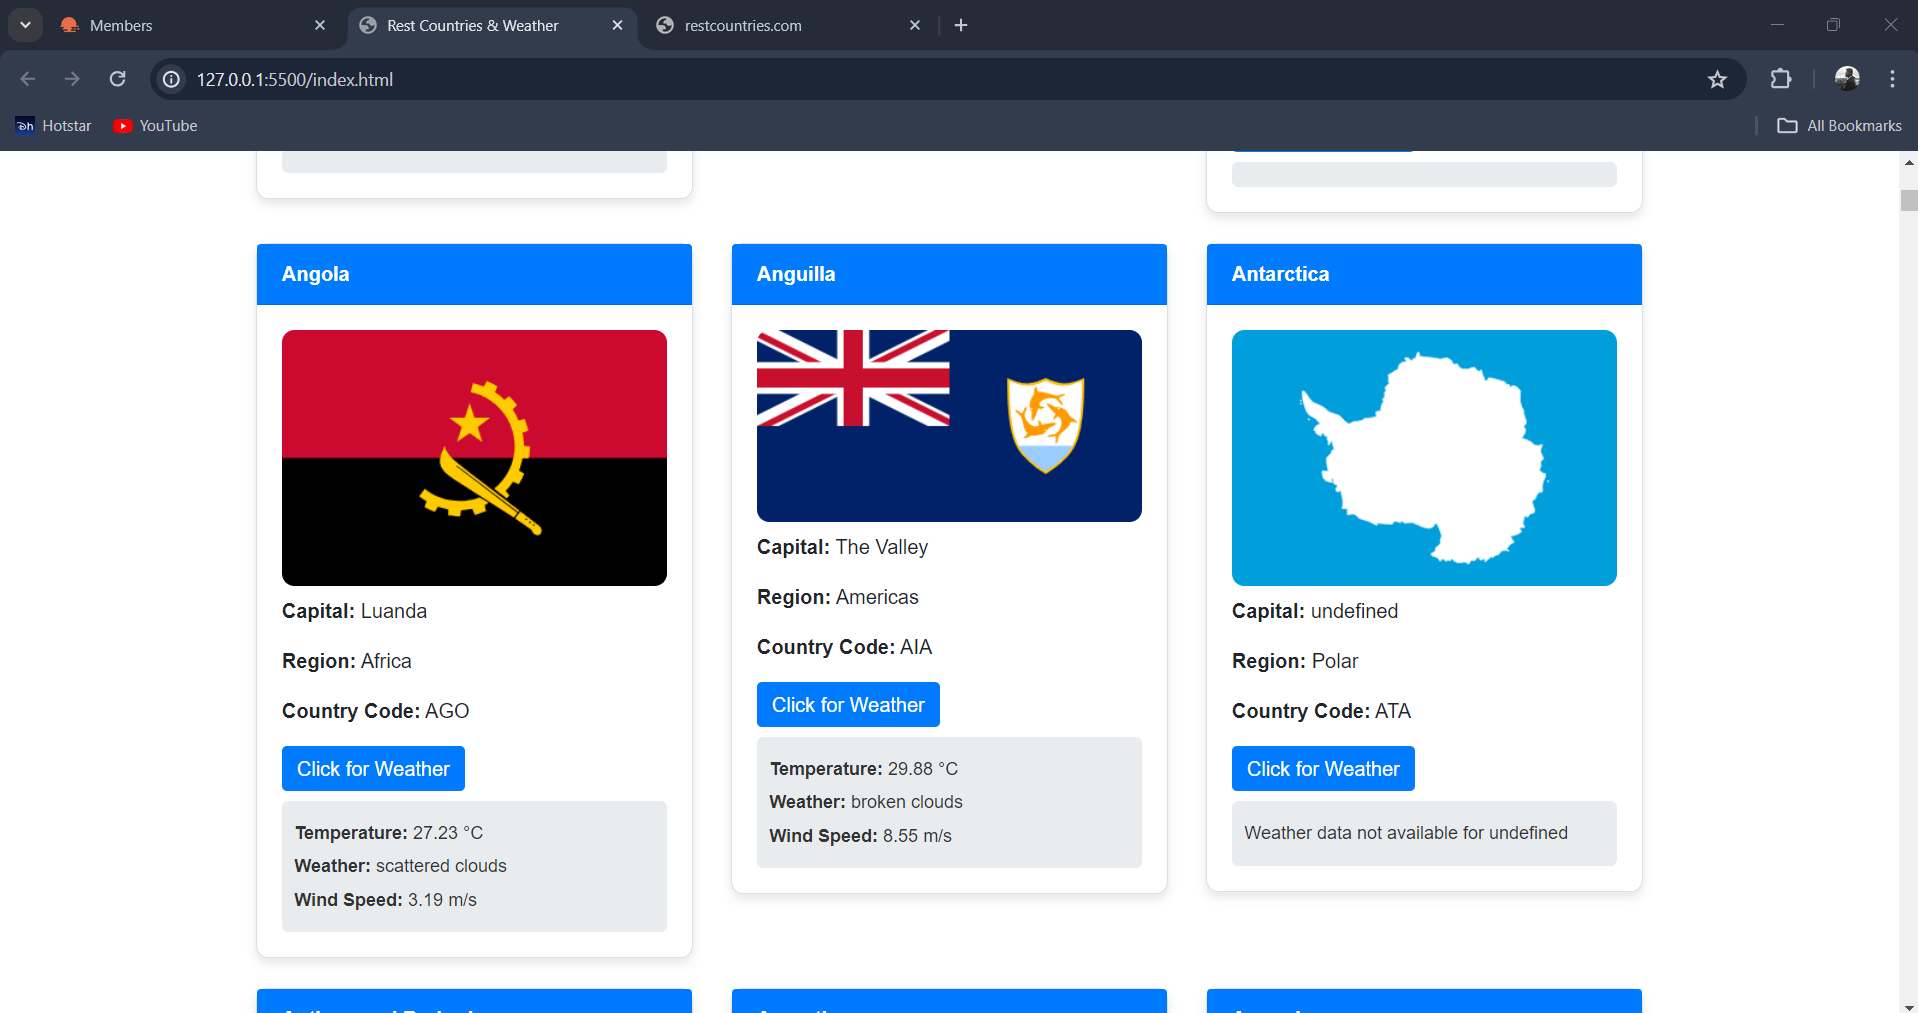 Members
Rest Countries & Weather
restcountries.com
127.0.0.1:5500/index.html
Hotstar
YouTube
All Bookmarks
Angola
Capital: Luanda
Region: Africa
Country Code: AGO
Click for Weather
Temperature: 27.23 °C
Weather: scattered clouds
Wind Speed: 3.19 m/s
Anguilla
Capital: The Valley
Region: Americas
Country Code: AIA
Click for Weather
Temperature: 29.88 °C
Weather: broken clouds
Wind Speed: 8.55 m/s
Antarctica
Capital: undefined
Region: Polar
Country Code: ATA
Click for Weather
Weather data not available for undefined